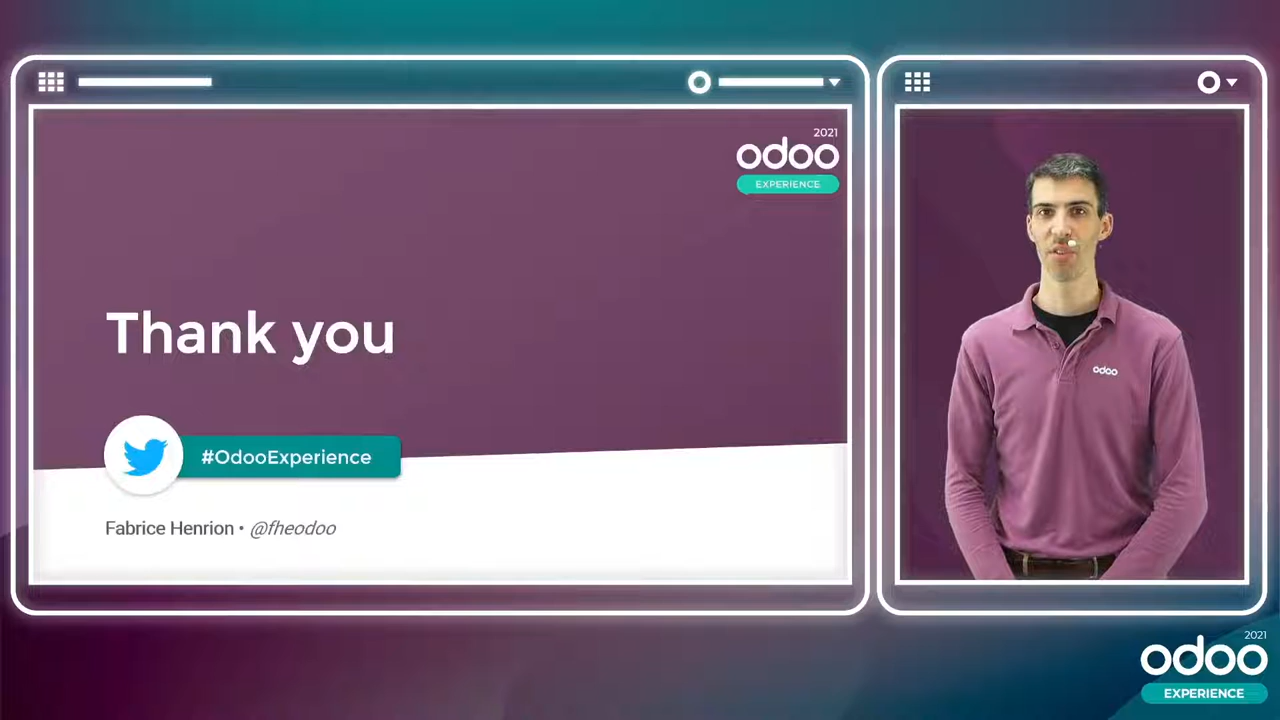 2021
odoo
EXPERIENCE
Thank you
#OdooExperience
Fabrice Henrion • @fheodoo
odoo
2021
odoo
EXPERIENCE